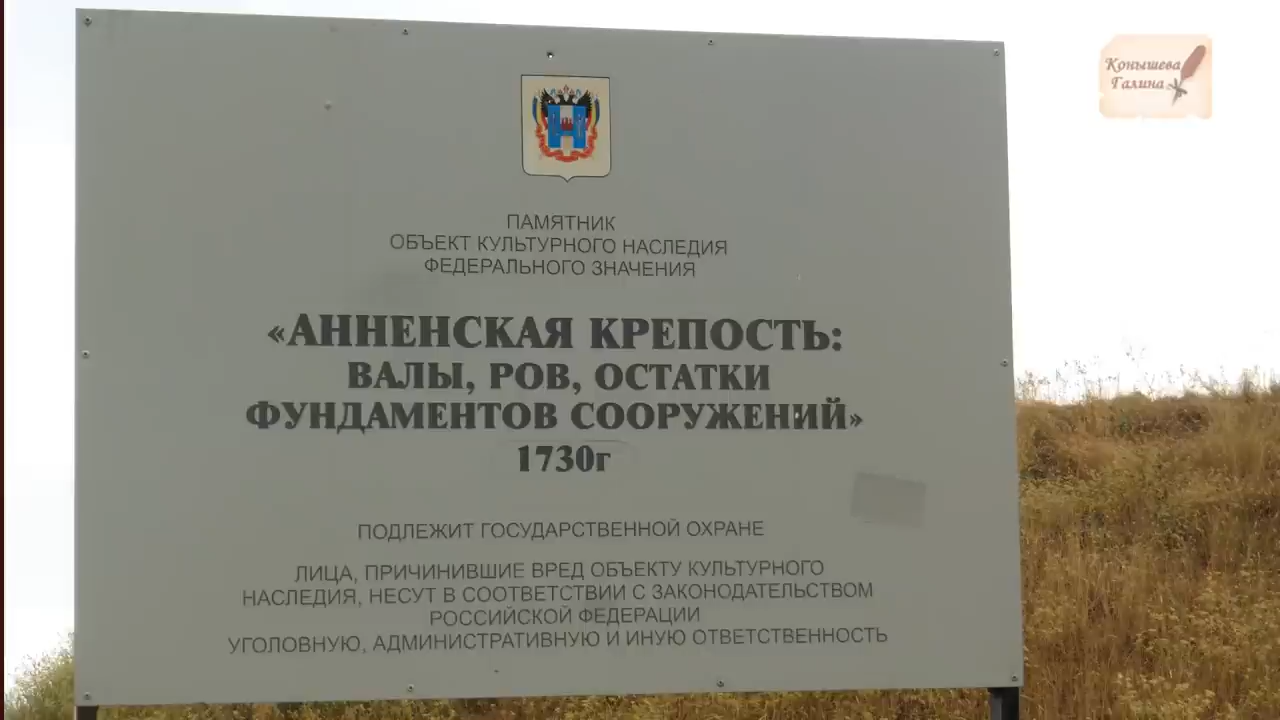 Конышева
Галина
ПАМЯТНИК
ОБЪЕКТ КУЛЬТУРНОГО НАСЛЕДИЯ
ФЕДЕРАЛЬНОГО ЗНАЧЕНИЯ
«АННЕНСКАЯ КРЕПОСТЬ:
ВАЛЫ, РОВ, ОСТАТКИ
ФУНДАМЕНТОВ СООРУЖЕНИЙ»
1730г
ПОДЛЕЖИТ ГОСУДАРСТВЕННОЙ ОХРАНЕ
ЛИЦА, ПРИЧИНИВШИЕ ВРЕД ОБЪЕКТУ КУЛЬТУРНОГО
НАСЛЕДИЯ, НЕСУТ В СООТВЕТСТВИИ С ЗАКОНОДАТЕЛЬСТВОМ
РОССИЙСКОЙ ФЕДЕРАЦИИ
УГОЛОВНУЮ, АДМИНИСТРАТИВНУЮ И ИНУЮ ОТВЕТСТВЕННОСТЬ